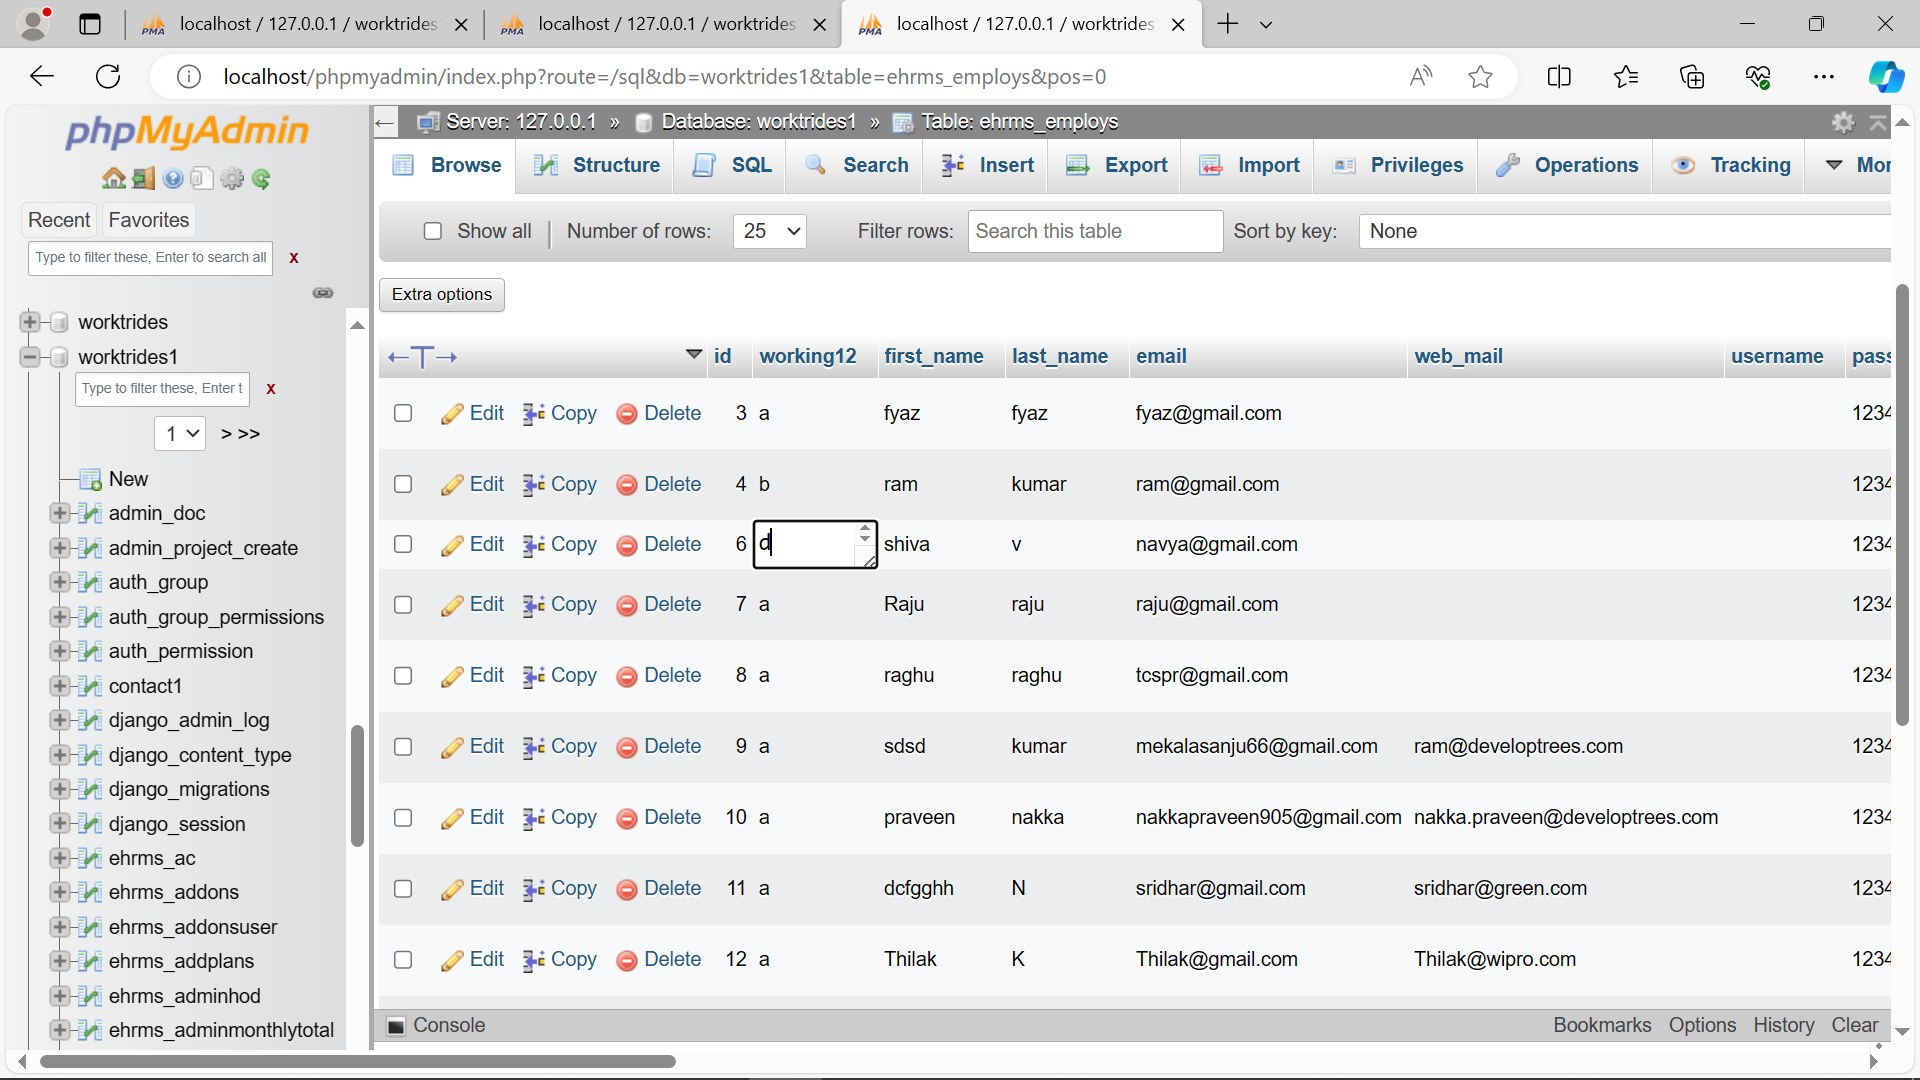 localhost / 127.0.0.1 / worktrides
localhost / 127.0.0.1 / worktrides
localhost / 127.0.0.1 / worktrides
localhost/phpmyadmin/index.php?route=/sql&db=worktrides1&table=ehrms_employs&pos=0
phpMyAdmin
Recent Favorites
Type to filter these, Enter to search all X
worktrides
worktrides1
Type to filter these, Enter t X
1 > >>
New
admin_doc
admin_project_create
auth_group
auth_group_permissions
auth_permission
contact1
django_admin_log
django_content_type
django_migrations
django_session
ehrms_ac
ehrms_addons
ehrms_addonsuser
ehrms_addplans
ehrms_adminhod
ehrms_adminmonthlytotal
Server: 127.0.0.1 » Database: worktrides1 » Table: ehrms_employs
Browse Structure SQL Search Insert Export Import Privileges Operations Tracking Mor
Show all Number of rows: 25 Filter rows: Search this table Sort by key: None
Extra options
←T→ id working12 first_name last_name email web_mail username pass
Edit Copy Delete 3 a fyaz fyaz fyaz@gmail.com 1234
Edit Copy Delete 4 b ram kumar ram@gmail.com 1234
Edit Copy Delete 6 d shiva v navya@gmail.com 1234
Edit Copy Delete 7 a Raju raju raju@gmail.com 1234
Edit Copy Delete 8 a raghu raghu tcspr@gmail.com 1234
Edit Copy Delete 9 a sdsd kumar mekalasanju66@gmail.com ram@developtrees.com 1234
Edit Copy Delete 10 a praveen nakka nakkapraveen905@gmail.com nakka.praveen@developtrees.com 1234
Edit Copy Delete 11 a dcfgghh N sridhar@gmail.com sridhar@green.com 1234
Edit Copy Delete 12 a Thilak K Thilak@gmail.com Thilak@wipro.com 1234
Console Bookmarks Options History Clear